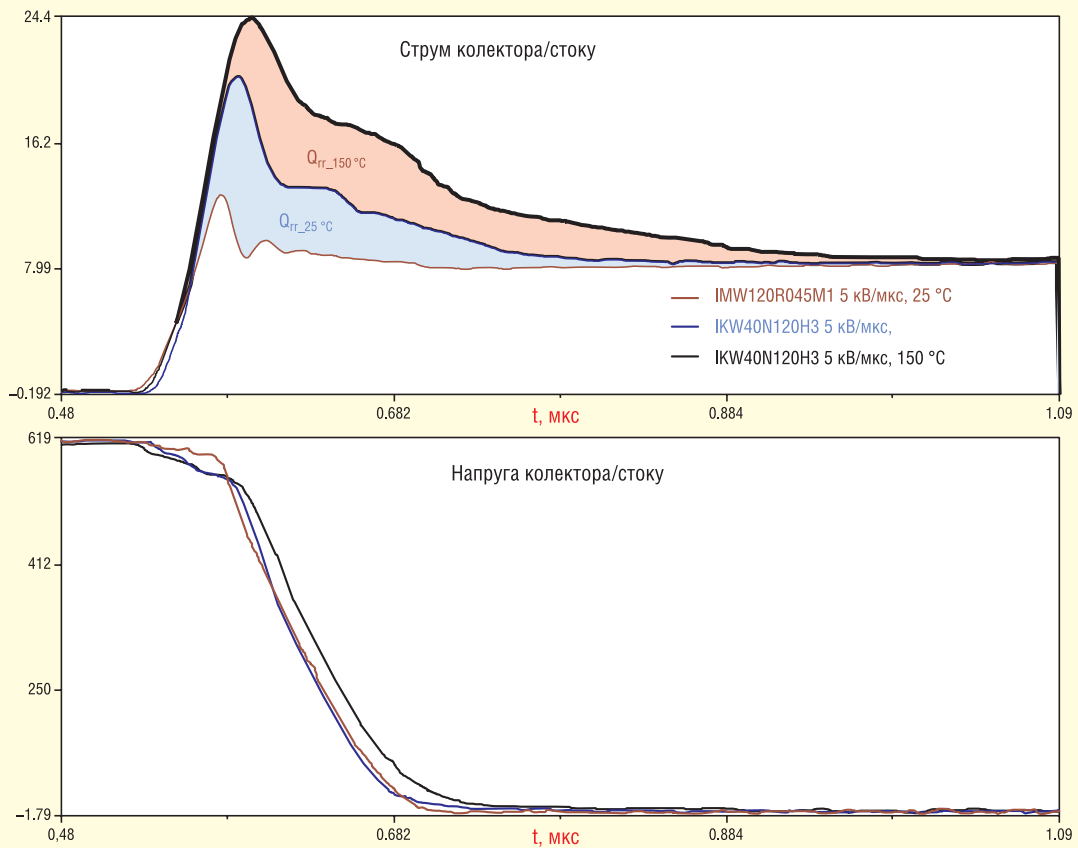 24.4
Струм колектора/стоку
16.2
Qrr_150 °C
Qrr_25 °C
7.99
IMW120R045M1 5 кВ/мкс, 25 °C
IKW40N120H3 5 кВ/мкс,
IKW40N120H3 5 кВ/мкс, 150 °C
–0.192
0.48
0.682
t, мкс
0.884
1.09
619
Напруга колектора/стоку
412
250
–1.79
0,48
0.682
t, мкс
0.884
1.09